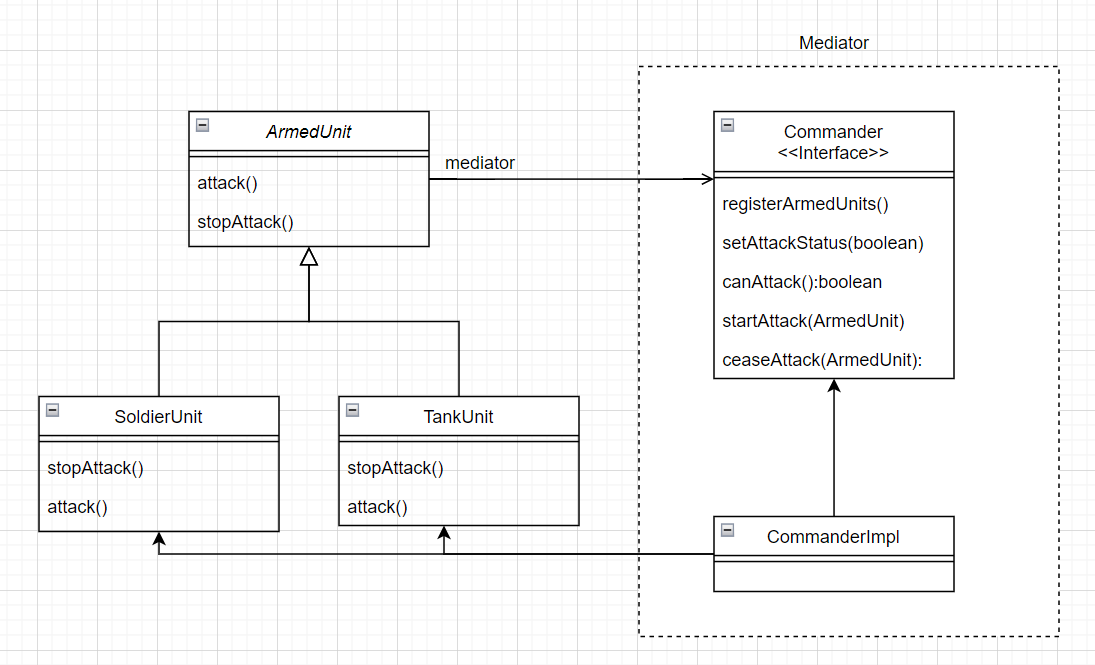 Mediator
ArmedUnit
attack()
stopAttack()
mediator
Commander
<<Interface>>
registerArmedUnits()
setAttackStatus(boolean)
canAttack():boolean
startAttack(ArmedUnit)
ceaseAttack(ArmedUnit):
SoldierUnit
stopAttack()
attack()
TankUnit
stopAttack()
attack()
CommanderImpl